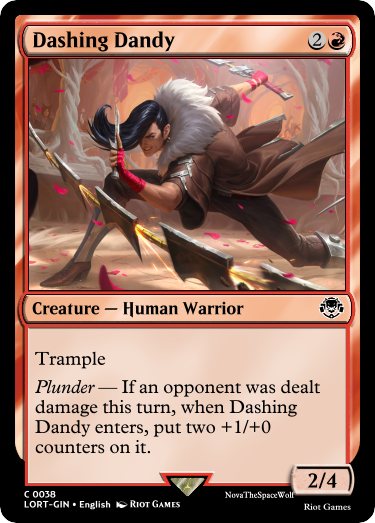 Dashing Dandy 2
Creature — Human Warrior
Trample
Plunder — If an opponent was dealt
damage this turn, when Dashing
Dandy enters, put two +1/+0
counters on it.
2/4
C 0038
LORT-GIN • English Riot Games
NovaTheSpaceWolf
Riot Games